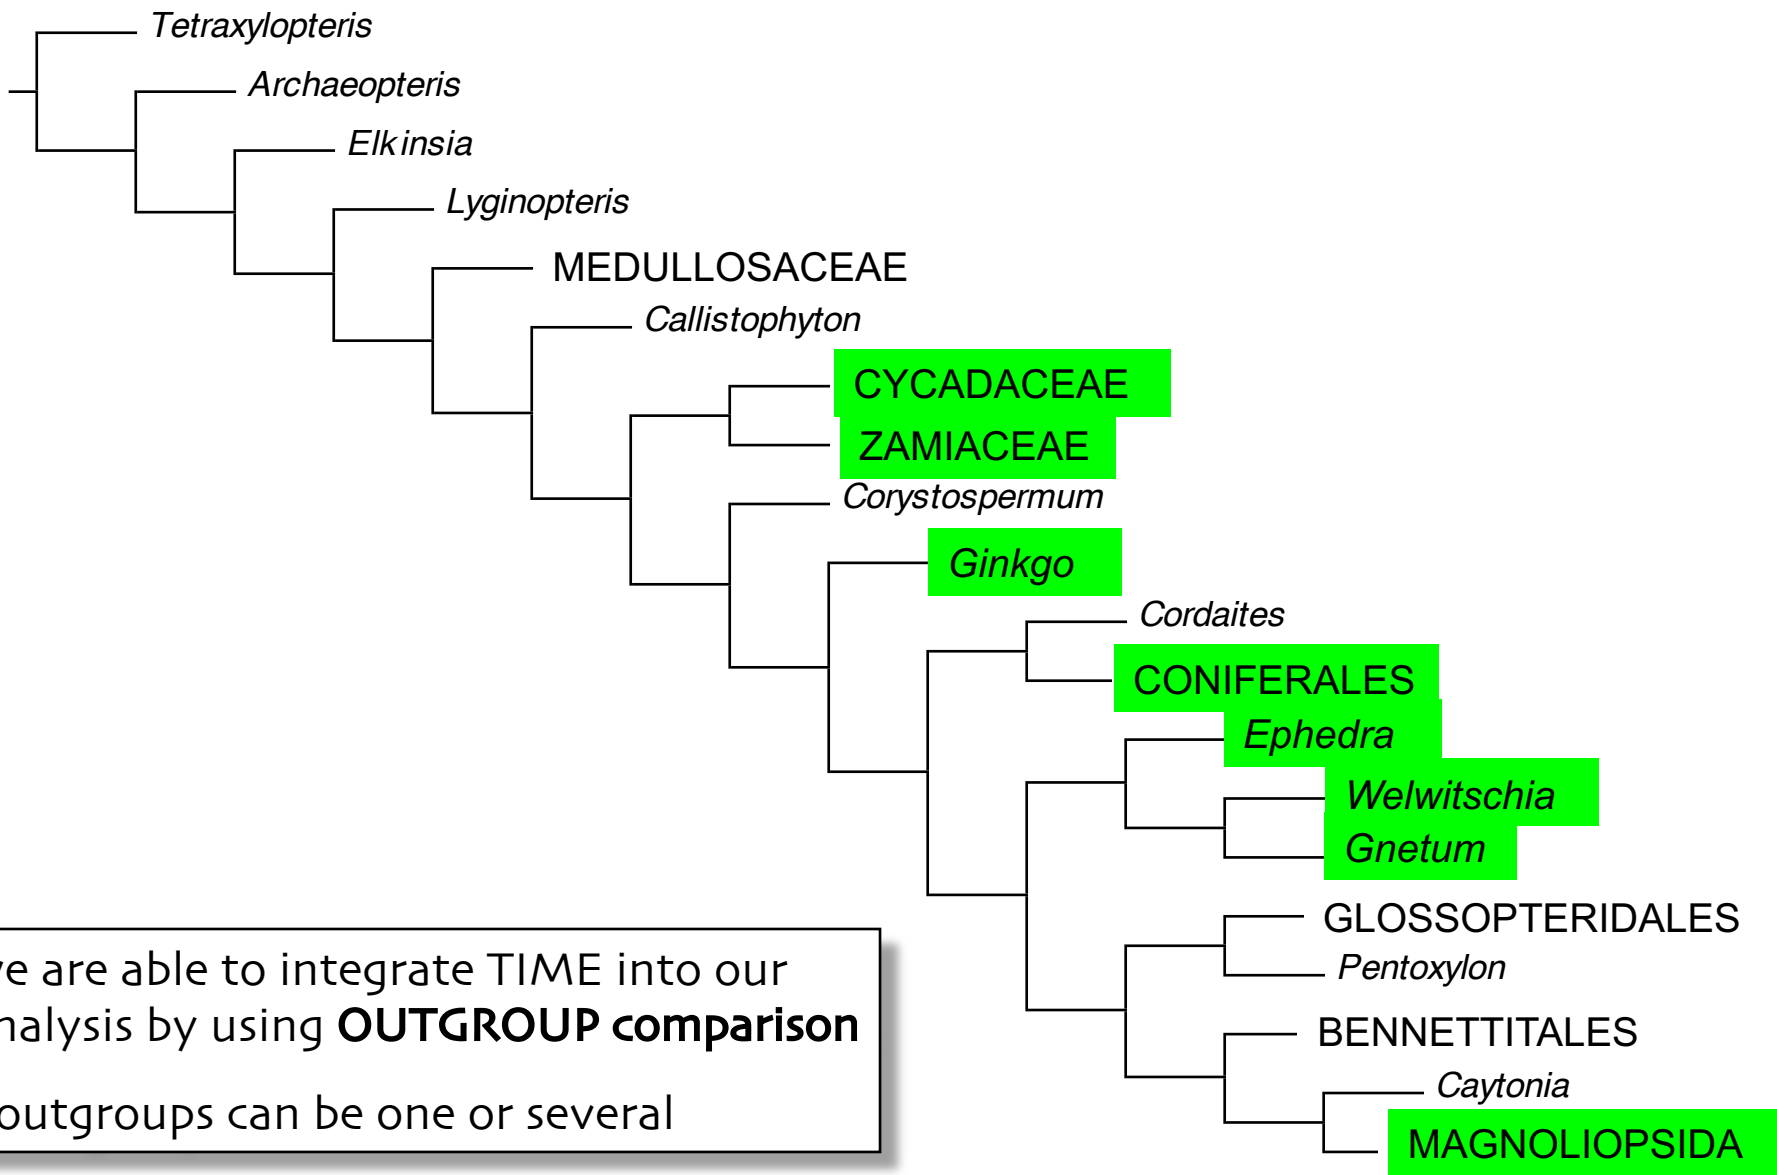 Tetraxylopteris
Archaeopteris
Elkinsia
Lyginopteris
MEDULLOSACEAE
Callistophyton
CYCADACEAE
ZAMIACEAE
Corystospermum
Ginkgo
Cordaites
CONIFERALES
Ephedra
Welwitschia
Gnetum
GLOSSOPTERIDALES
Pentoxylon
BENNETTITALES
Caytonia
MAGNOLIOPSIDA
are able to integrate TIME into our
by using OUTGROUP comparison
outgroups can be one or several